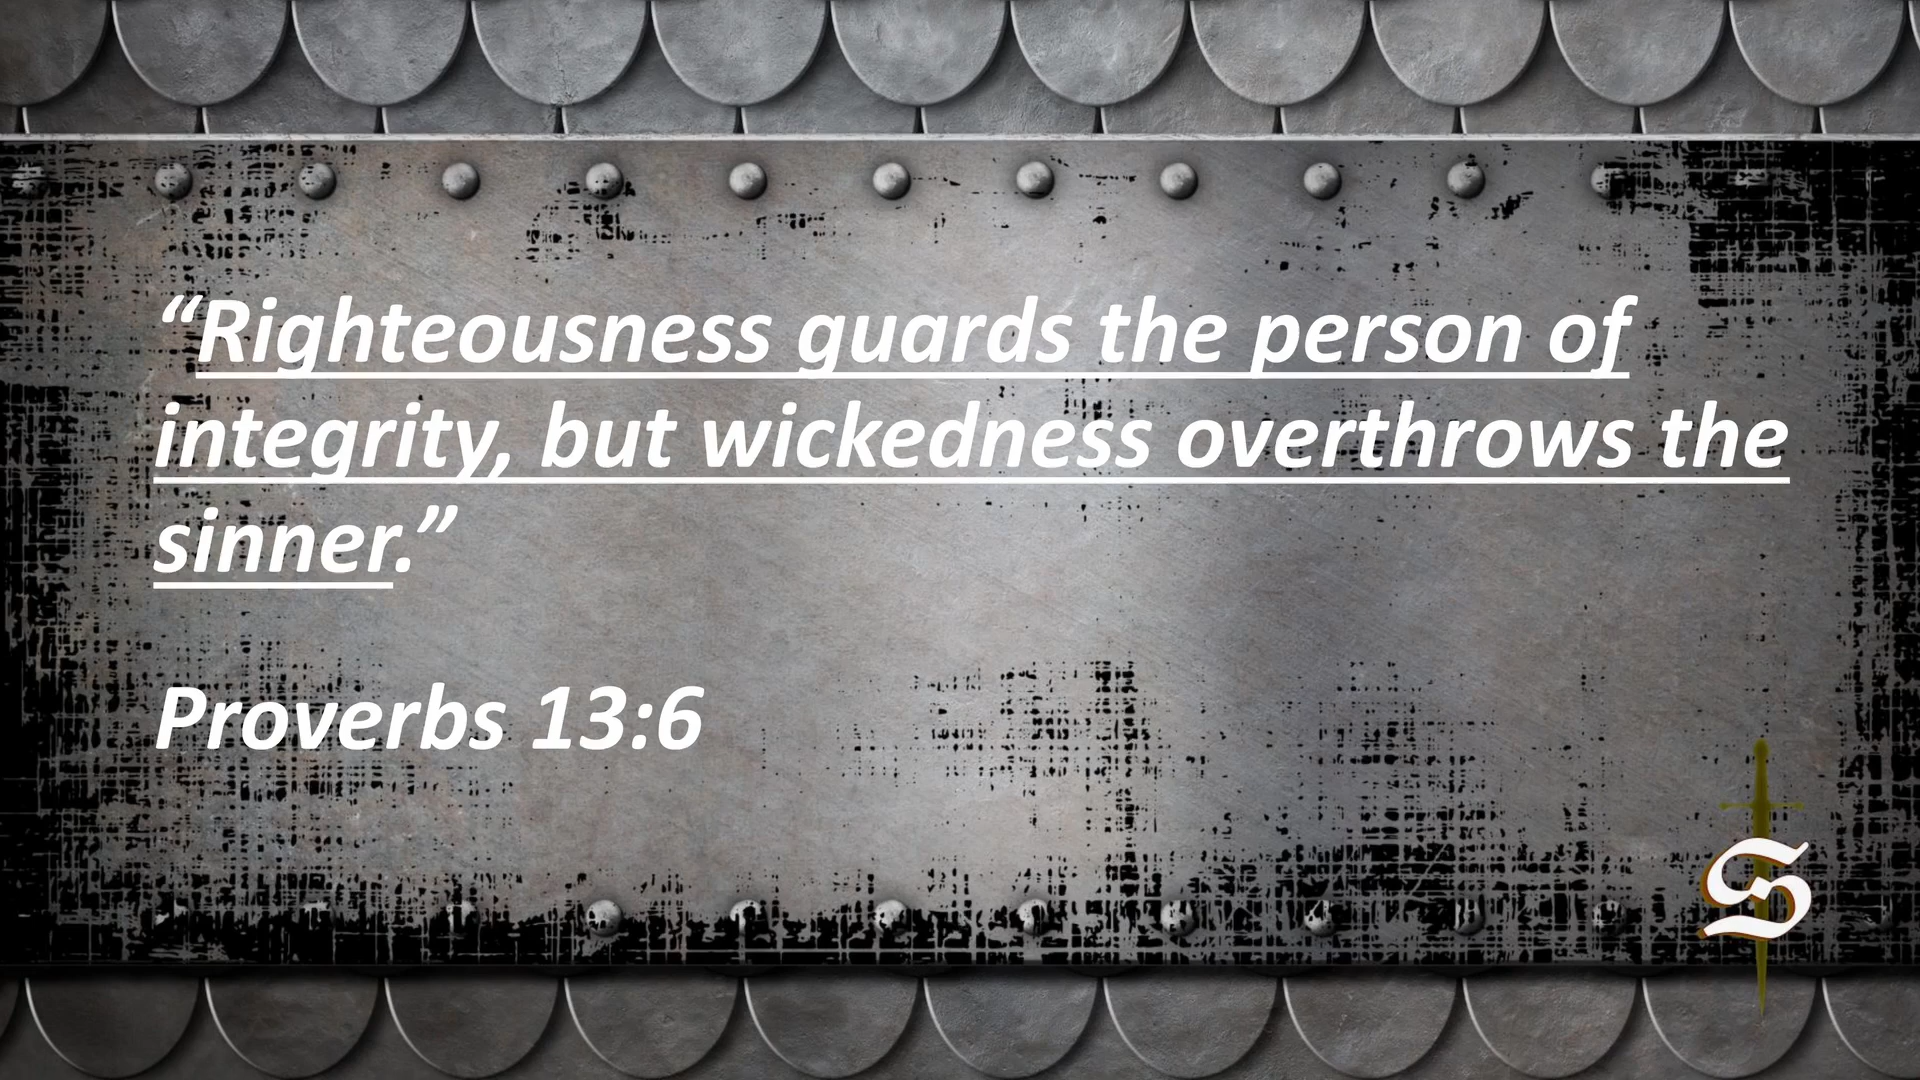 “Righteousness guards the person of
integrity, but wickedness overthrows the
sinner.”
Proverbs 13:6
S